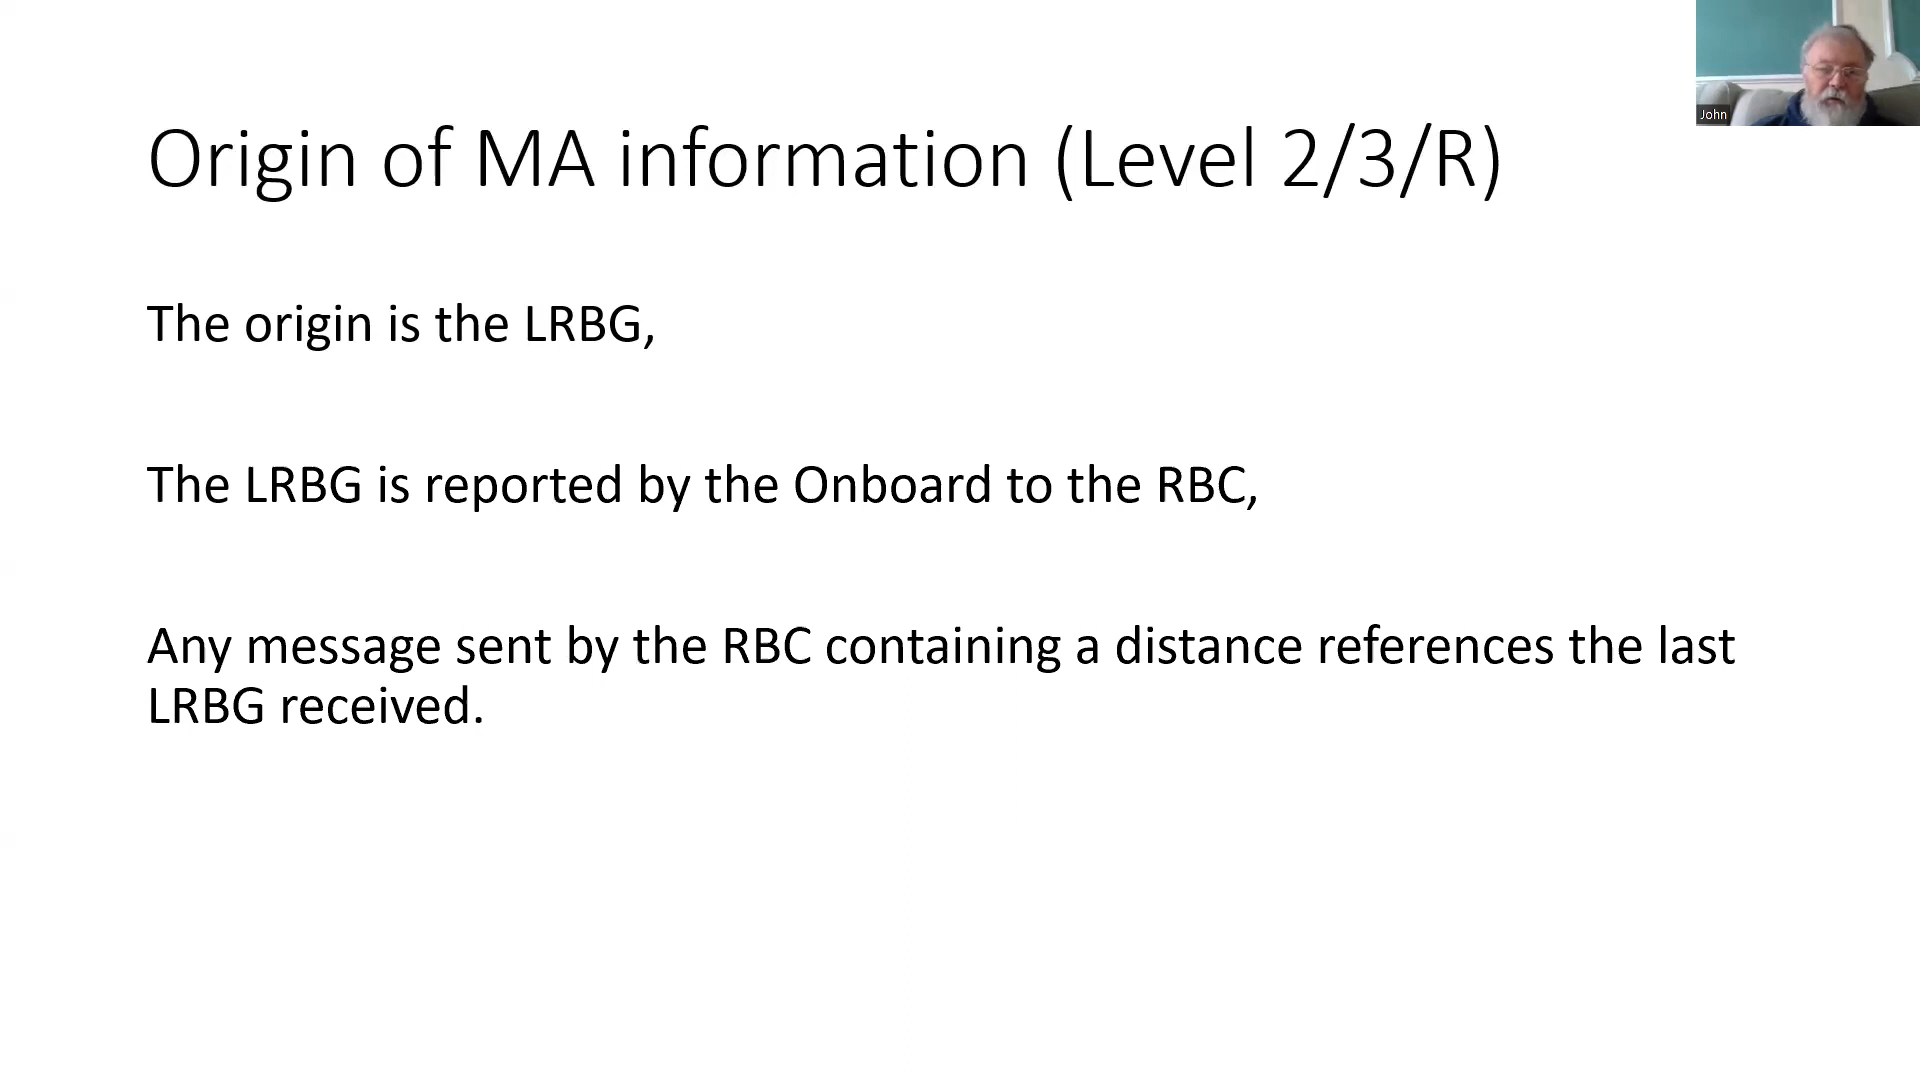 John
Origin of MA information (Level 2/3/R)
The origin is the LRBG,
The LRBG is reported by the Onboard to the RBC,
Any message sent by the RBC containing a distance references the last
LRBG received.